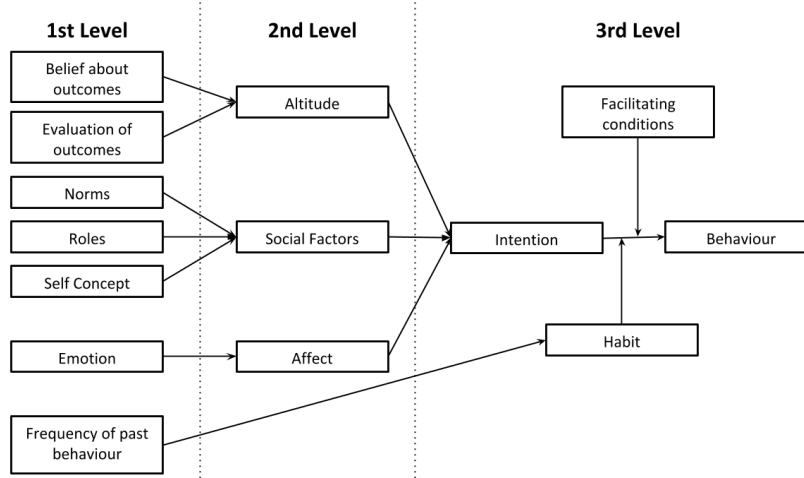 1st Level
2nd Level
3rd Level
Belief about
outcomes
Evaluation of
outcomes
Norms
Roles
Self Concept
Emotion
Frequency of past
behaviour
Altitude
Social Factors
Affect
Facilitating
conditions
Intention
Behaviour
Habit